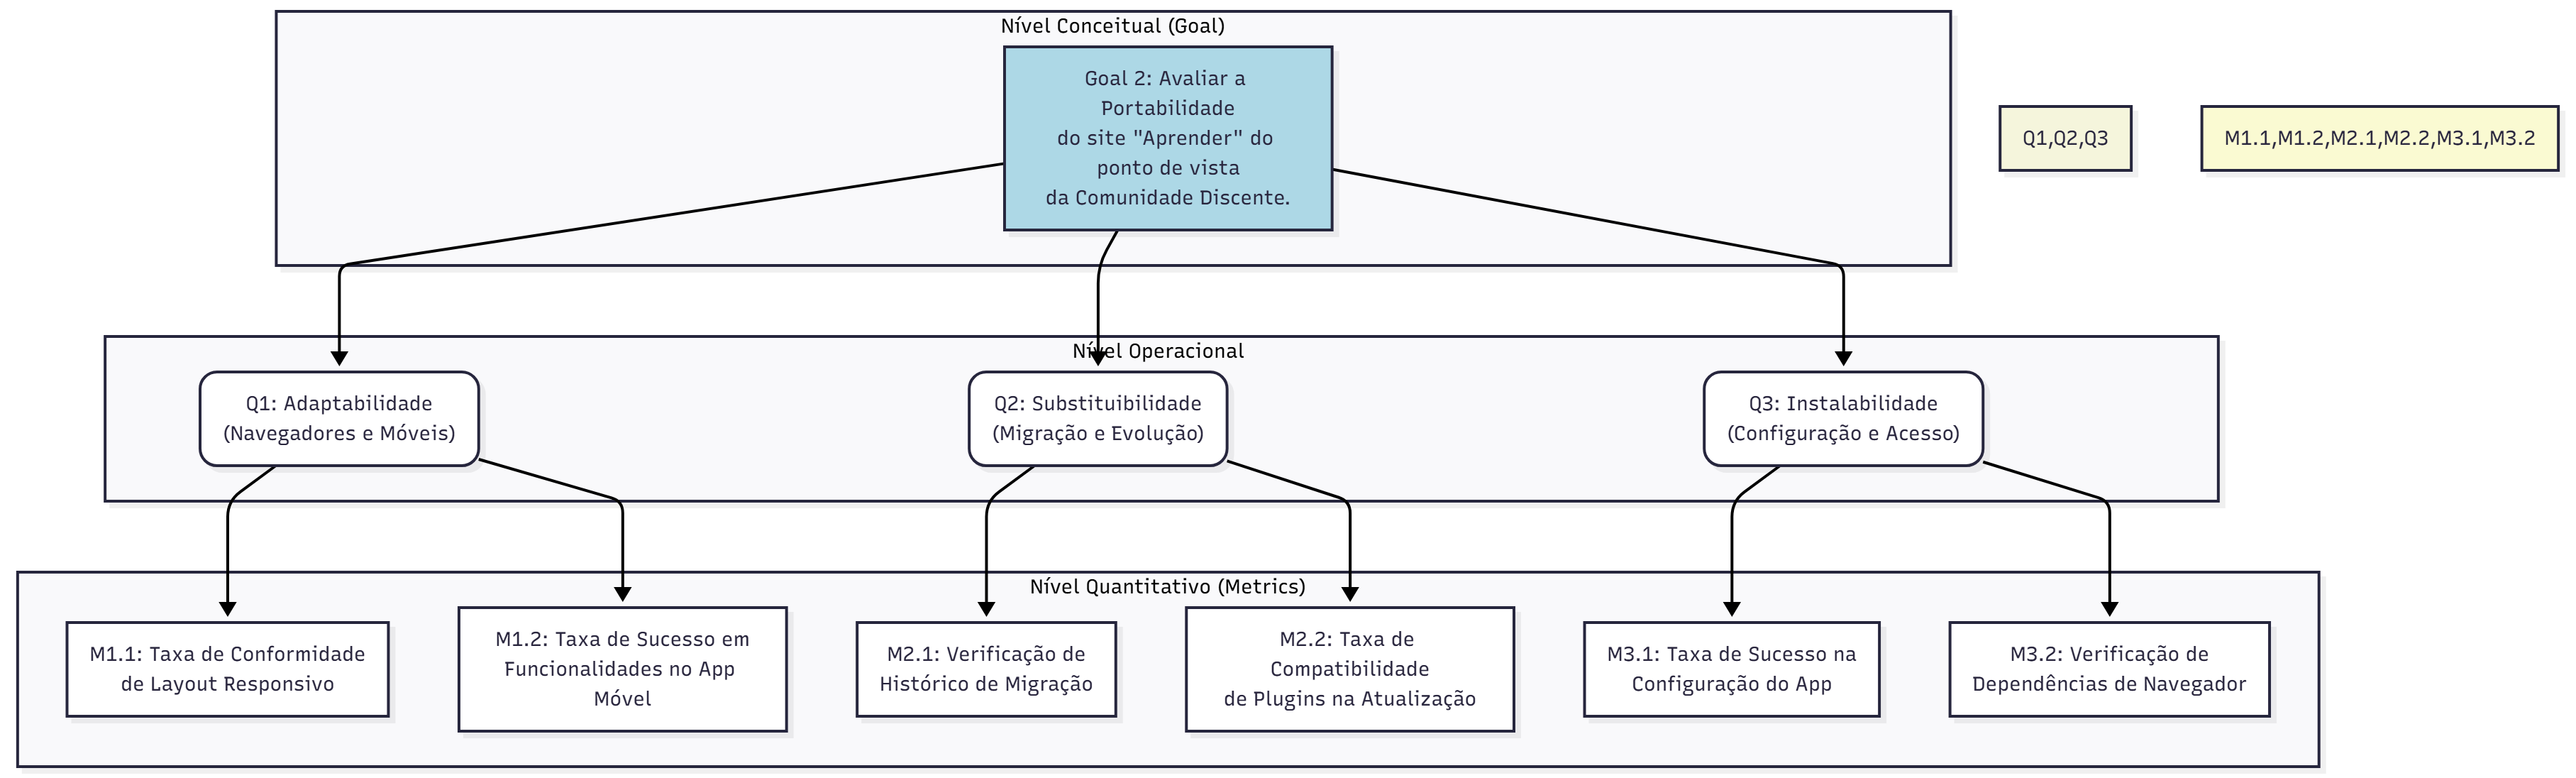 Nível Conceitual (Goal)
Goal 2: Avaliar a
Portabilidade
do site "Aprender" do
ponto de vista
da Comunidade Discente.
Q1,Q2,Q3
M1.1,M1.2,M2.1,M2.2,M3.1,M3.2
Nível Operacional
Q1: Adaptabilidade
(Navegadores e Móveis)
Q2: Substituibilidade
(Migração e Evolução)
Q3: Instalabilidade
(Configuração e Acesso)
Nível Quantitativo (Metrics)
M1.1: Taxa de Conformidade
de Layout Responsivo
M1.2: Taxa de Sucesso em
Funcionalidades no App
Móvel
M2.1: Verificação de
Histórico de Migração
M2.2: Taxa de
Compatibilidade
de Plugins na Atualização
M3.1: Taxa de Sucesso na
Configuração do App
M3.2: Verificação de
Dependências de Navegador